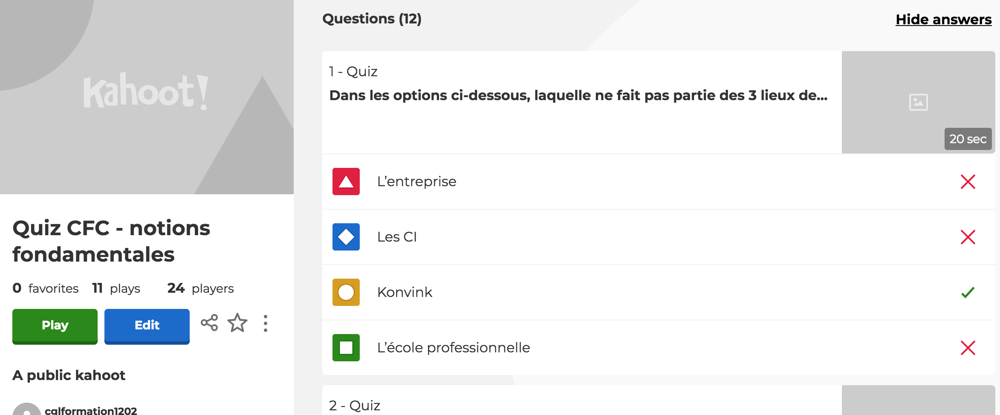 Kahoot!
Quiz CFC - notions
fondamentales
0 favorites 11 plays 24 players
Play Edit
A public kahoot
cglformation1202
Questions (12)
Hide answers
1 - Quiz
Dans les options ci-dessous, laquelle ne fait pas partie des 3 lieux de...
20 sec
L’entreprise
Les CI
Konvink
L’école professionnelle
2 - Quiz